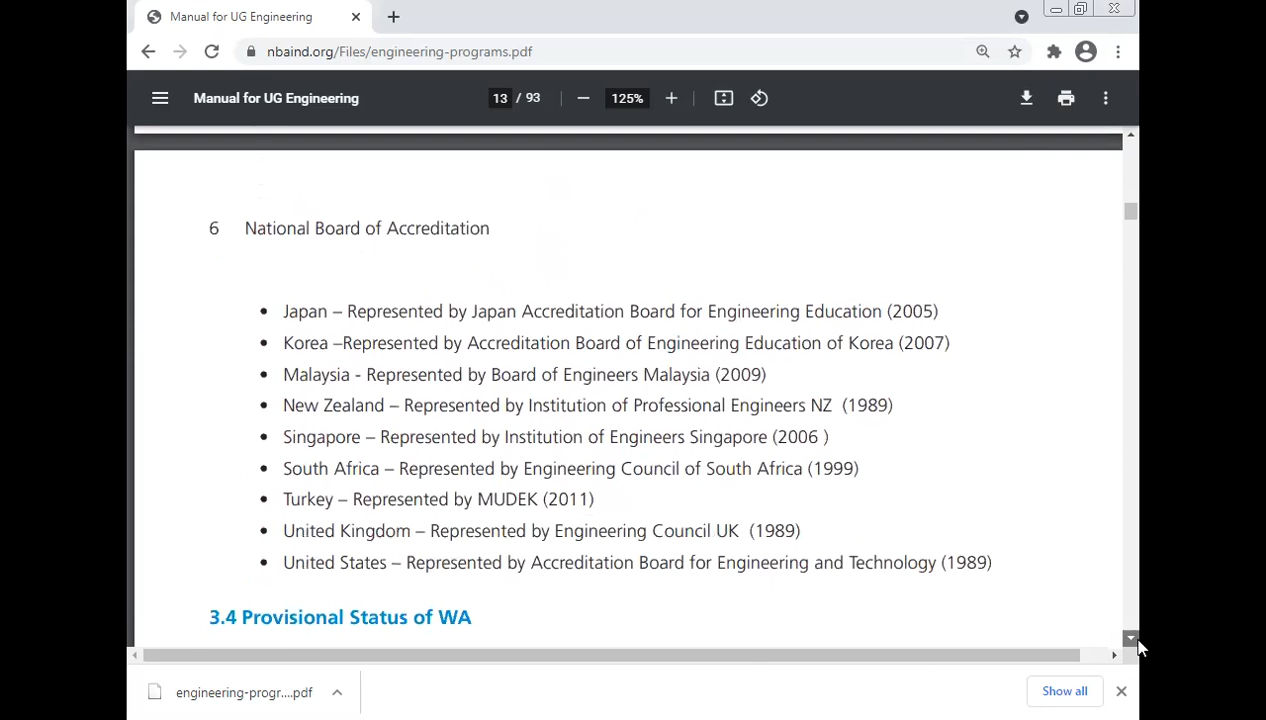 Manual for UG Engineering
nbaind.org/Files/engineering-programs.pdf
Manual for UG Engineering
13 / 93
125%
6 National Board of Accreditation
• Japan – Represented by Japan Accreditation Board for Engineering Education (2005)
• Korea –Represented by Accreditation Board of Engineering Education of Korea (2007)
• Malaysia - Represented by Board of Engineers Malaysia (2009)
• New Zealand – Represented by Institution of Professional Engineers NZ (1989)
• Singapore – Represented by Institution of Engineers Singapore (2006 )
• South Africa – Represented by Engineering Council of South Africa (1999)
• Turkey – Represented by MUDEK (2011)
• United Kingdom – Represented by Engineering Council UK (1989)
• United States – Represented by Accreditation Board for Engineering and Technology (1989)
3.4 Provisional Status of WA
engineering-progr....pdf
Show all